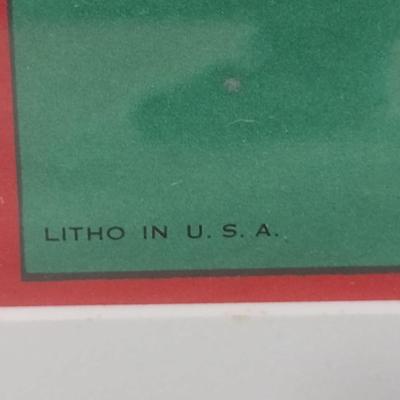 LITHO IN U. S. A.